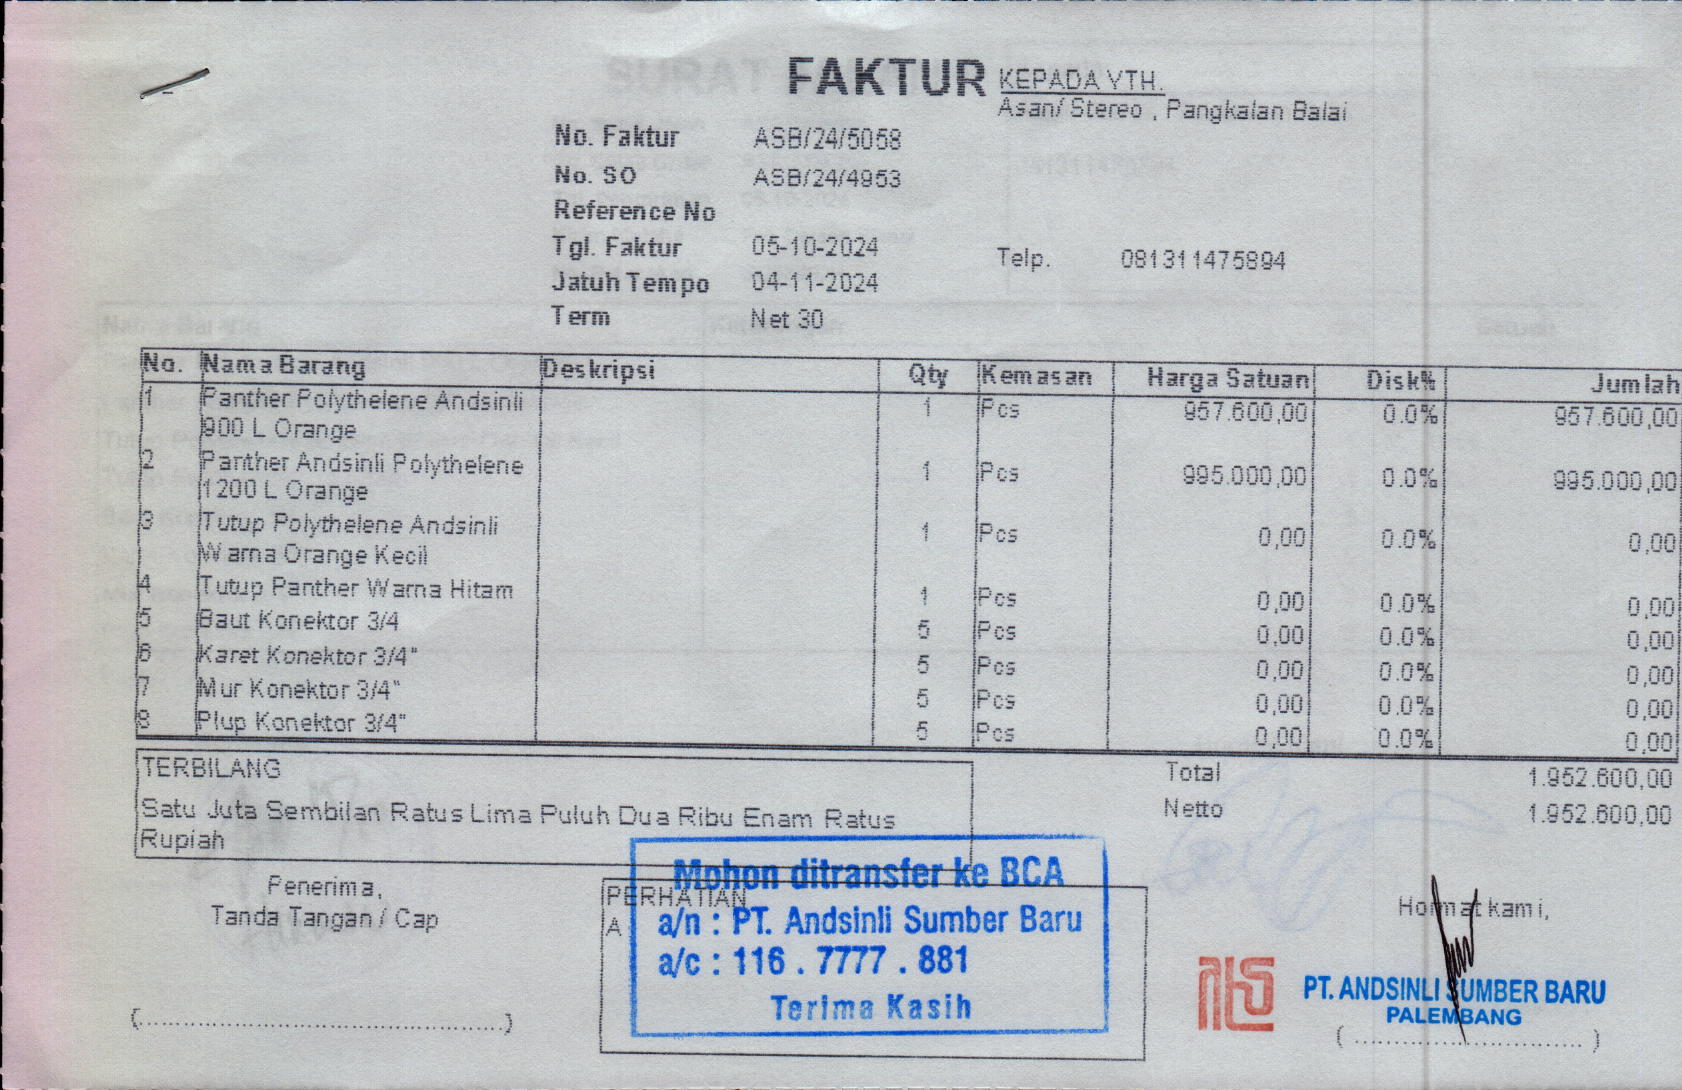 FAKTUR
KEPADA YTH.
Asan/ Stereo , Pangkalan Balai
No. Faktur ASB/24/5058
No. SO ASB/24/4953
Reference No
Tgl. Faktur 05-10-2024
Telp. 081311475894
Jatuh Tempo 04-11-2024
Term Net 30
No. Nama Barang Deskripsi Qty Kemasan Harga Satuan Disk% Jumlah
1 Panther Polythelene Andsinli 1 Pcs 957.600,00 0.0% 957.600,00
900 L Orange
2 Panther Andsinli Polythelene 1 Pcs 995.000,00 0.0% 995.000,00
1200 L Orange
3 Tutup Polythelene Andsinli 1 Pcs 0,00 0.0% 0,00
Warna Orange Kecil
4 Tutup Panther Warna Hitam 1 Pcs 0,00 0.0% 0,00
5 Baut Konektor 3/4 5 Pcs 0,00 0.0% 0,00
6 Karet Konektor 3/4" 5 Pcs 0,00 0.0% 0,00
7 Mur Konektor 3/4" 5 Pcs 0,00 0.0% 0,00
8 Plup Konektor 3/4" 5 Pcs 0,00 0.0% 0,00
TERBILANG
Satu Juta Sembilan Ratus Lima Puluh Dua Ribu Enam Ratus
Rupiah
Total 1.952.600,00
Netto 1.952.600,00
Penerima,
Tanda Tangan / Cap
(................................................)
PERHATIAN
A
Mohon ditransfer ke BCA
a/n : PT. Andsinli Sumber Baru
a/c : 116 . 7777 . 881
Terima Kasih
Hormat kami,
PT. ANDSINLI SUMBER BARU
PALEMBANG
( .............................. )